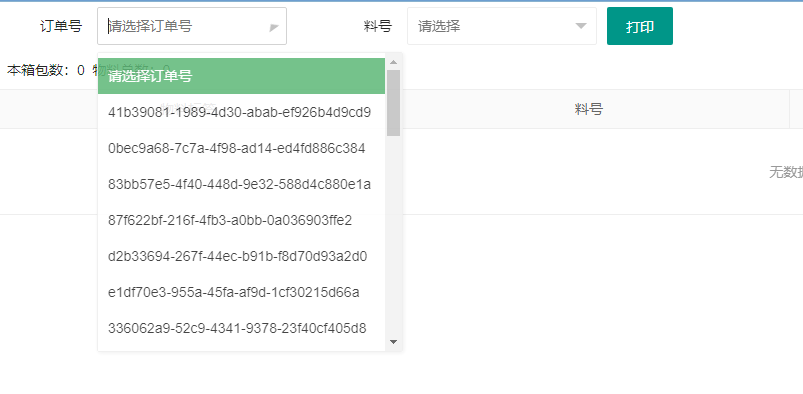 订单号 请选择订单号 料号 请选择 打印
本箱包数：0
请选择订单号
料号
41b39081-1989-4d30-abab-ef926b4d9cd9
0bec9a68-7c7a-4f98-ad14-ed4fd886c384
83bb57e5-4f40-448d-9e32-588d4c880e1a
无数据
87f622bf-216f-4fb3-a0bb-0a036903ffe2
d2b33694-267f-44ec-b91b-f8d70d93a2d0
e1df70e3-955a-45fa-af9d-1cf30215d66a
336062a9-52c9-4341-9378-23f40cf405d8